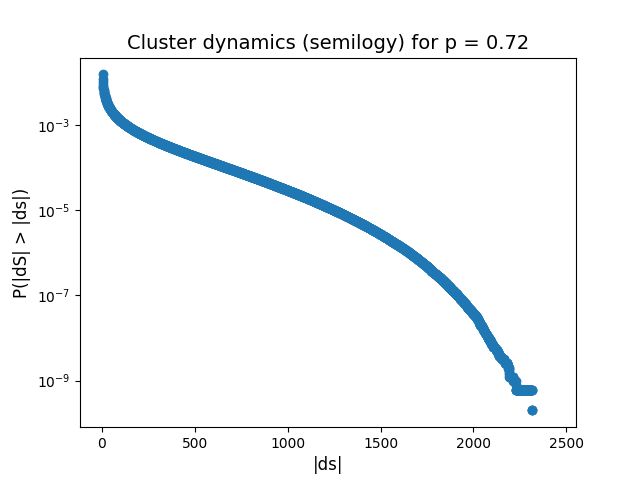 Cluster dynamics (semilogy) for p = 0.72
P(|dS| > |ds|)
10⁻³
10⁻⁵
10⁻⁷
10⁻⁹
0 500 1000 1500 2000 2500
|ds|